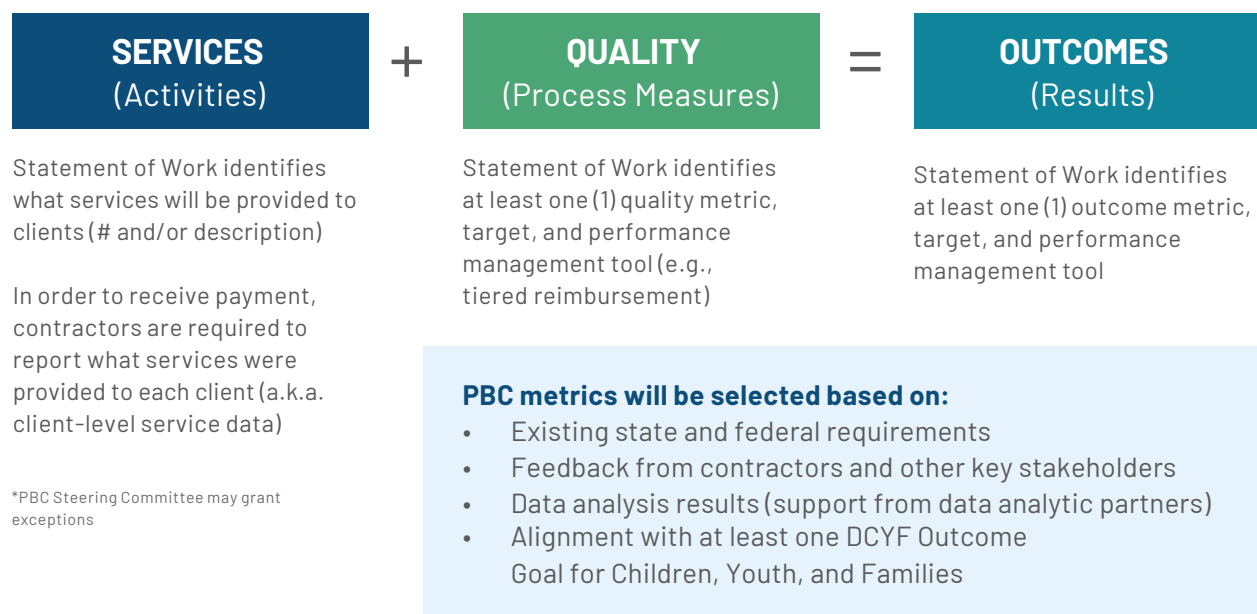 SERVICES
(Activities)
+
QUALITY
(Process Measures)
=
OUTCOMES
(Results)
Statement of Work identifies
what services will be provided to
clients (# and/or description)
In order to receive payment,
contractors are required to
report what services were
provided to each client (a.k.a.
client-level service data)
*PBC Steering Committee may grant
exceptions
Statement of Work identifies
at least one (1) quality metric,
target, and performance
management tool (e.g.,
tiered reimbursement)
Statement of Work identifies
at least one (1) outcome metric,
target, and performance
management tool
PBC metrics will be selected based on:
• Existing state and federal requirements
• Feedback from contractors and other key stakeholders
• Data analysis results (support from data analytic partners)
• Alignment with at least one DCYF Outcome
Goal for Children, Youth, and Families